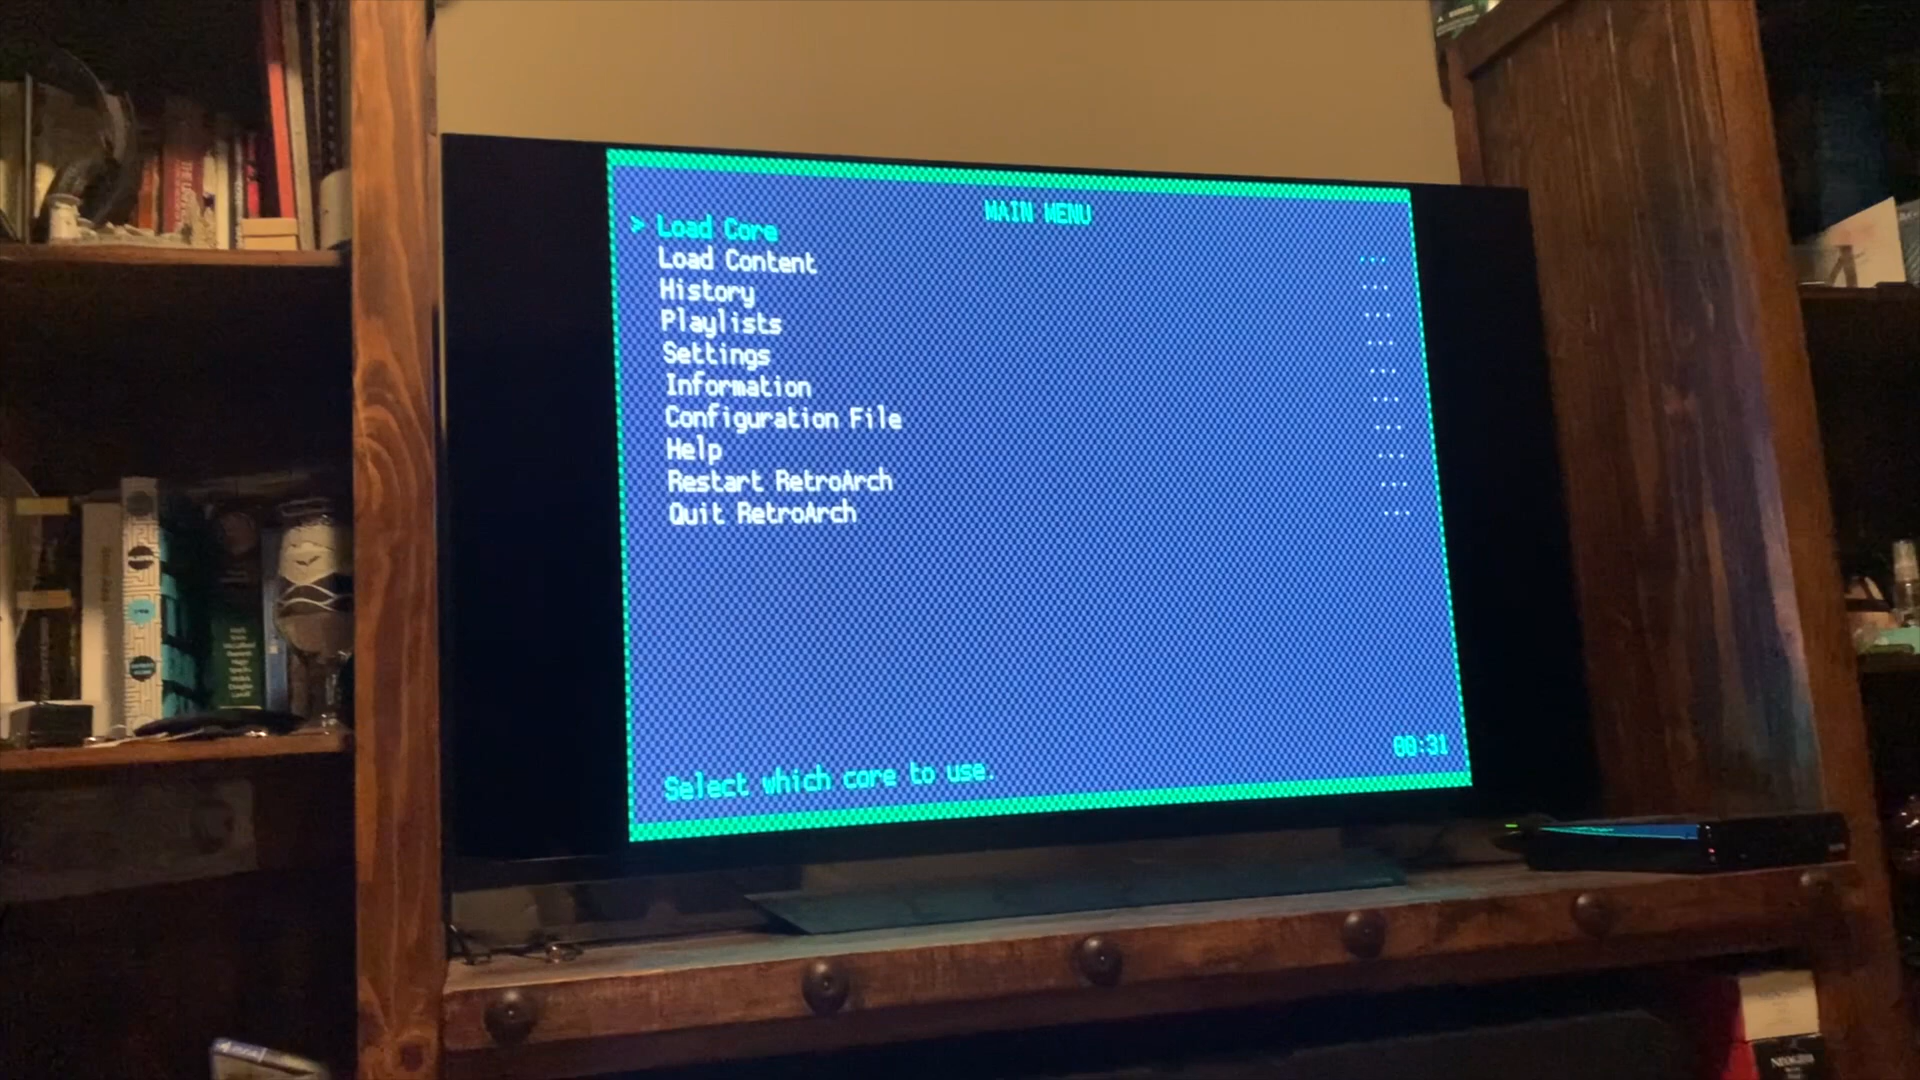 MAIN MENU
> Load Core
Load Content ...
History ...
Playlists ...
Settings ...
Information ...
Configuration File ...
Help ...
Restart RetroArch ...
Quit RetroArch ...
00:31
Select which core to use.